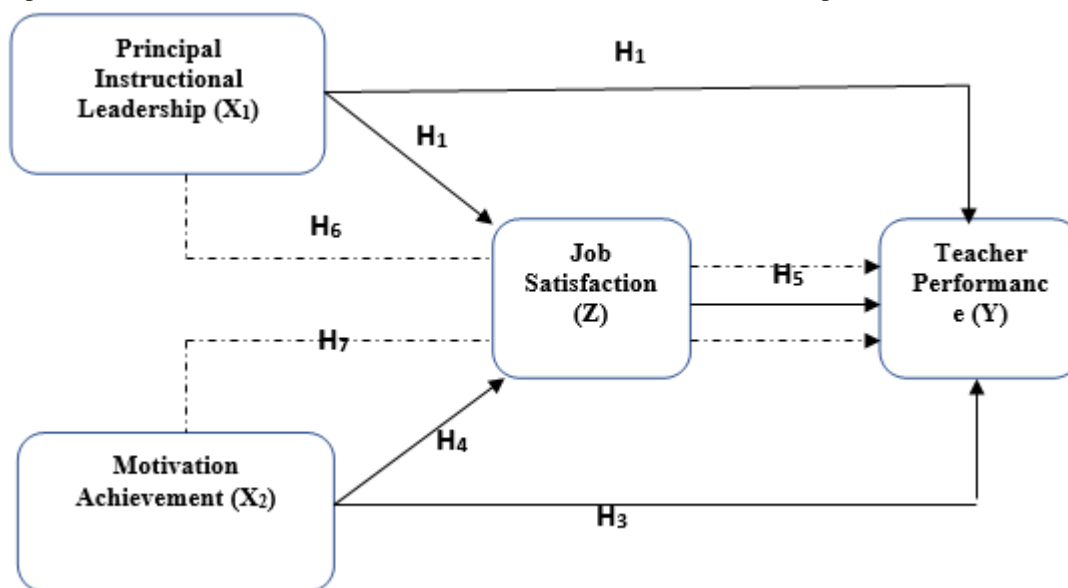 Principal
Instructional
Leadership (X₁)
H₁
H₁
H₆
Job
Satisfaction
(Z)
H₅
Teacher
Performanc
e (Y)
H₇
H₄
Motivation
Achievement (X₂)
H₃